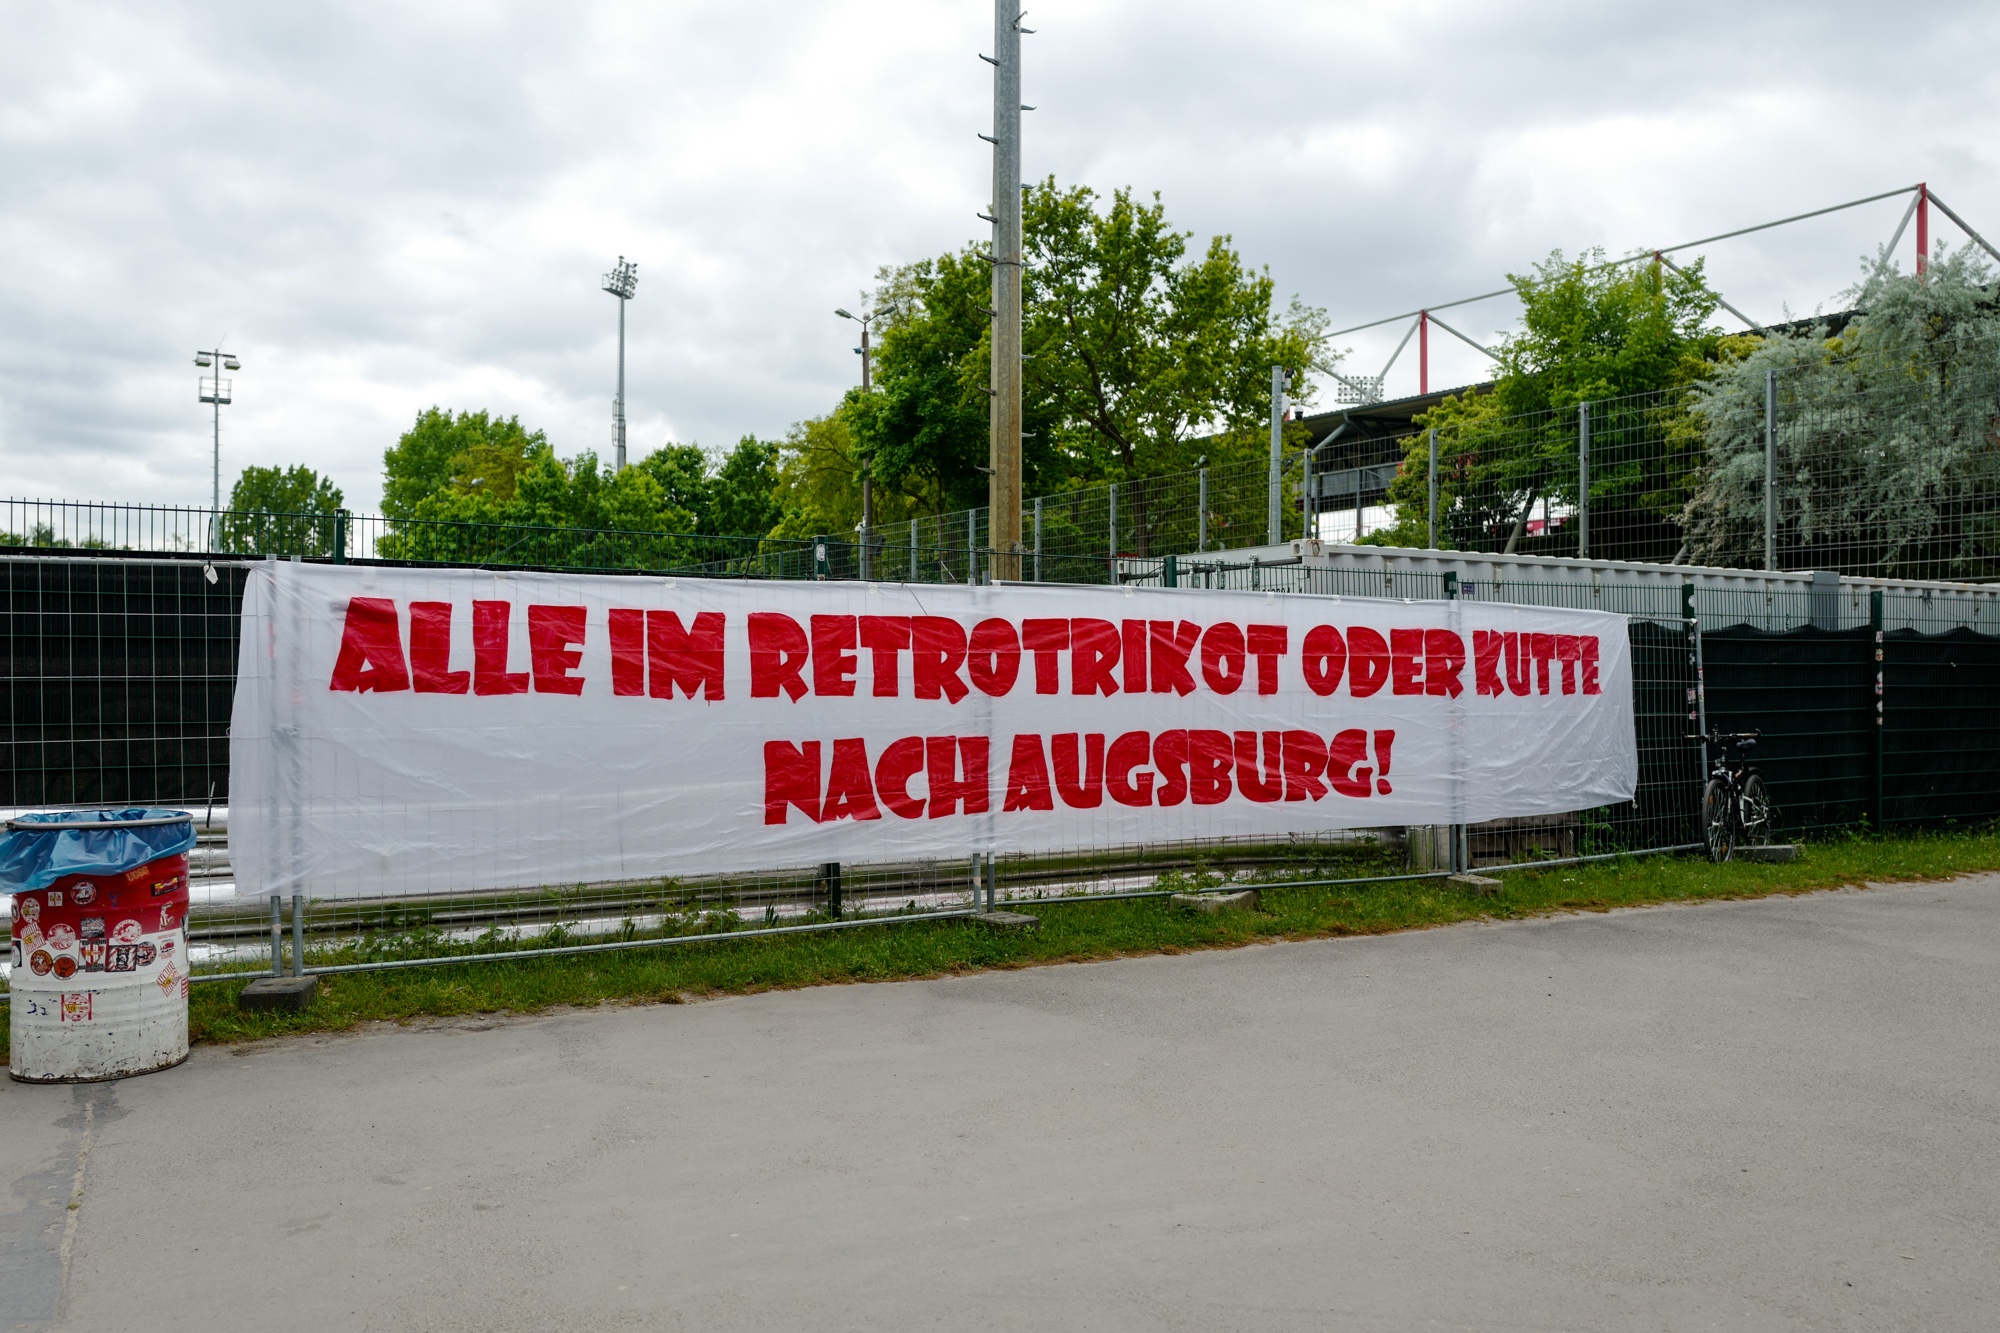 ALLE IM RETROTRIKOT ODER KUTTE
NACH AUGSBURG!